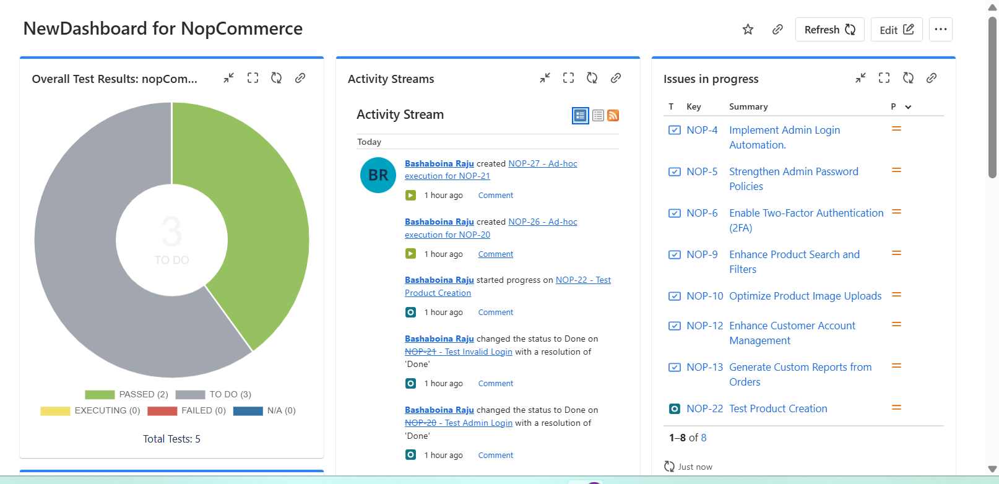 NewDashboard for NopCommerce
Refresh
Edit
Overall Test Results: nopCom...
3
TO DO
PASSED (2)
TO DO (3)
EXECUTING (0)
FAILED (0)
N/A (0)
Total Tests: 5
Activity Streams
Activity Stream
Today
BR
Bashaboina Raju created NOP-27 - Ad-hoc
execution for NOP-21
1 hour ago
Comment
Bashaboina Raju created NOP-26 - Ad-hoc
execution for NOP-20
1 hour ago
Comment
Bashaboina Raju started progress on NOP-22 - Test
Product Creation
1 hour ago
Comment
Bashaboina Raju changed the status to Done on
NOP-21 - Test Invalid Login with a resolution of
'Done'
1 hour ago
Comment
Bashaboina Raju changed the status to Done on
NOP-20 - Test Admin Login with a resolution of
'Done'
1 hour ago
Comment
Issues in progress
T Key Summary P
NOP-4 Implement Admin Login
Automation.
NOP-5 Strengthen Admin Password
Policies
NOP-6 Enable Two-Factor Authentication
(2FA)
NOP-9 Enhance Product Search and
Filters
NOP-10 Optimize Product Image Uploads
NOP-12 Enhance Customer Account
Management
NOP-13 Generate Custom Reports from
Orders
NOP-22 Test Product Creation
1–8 of 8
Just now